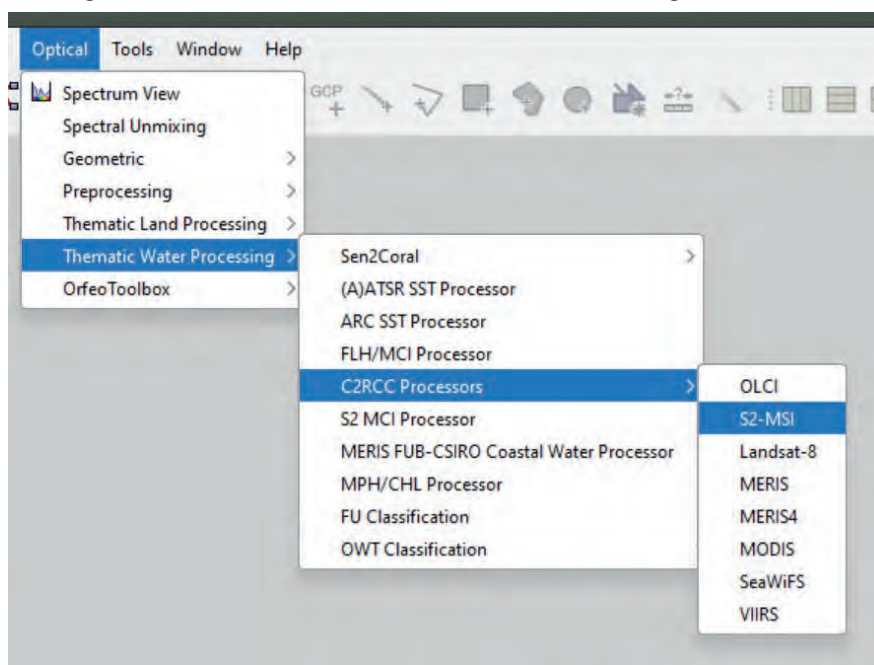 Optical Tools Window Help
Spectrum View
Spectral Unmixing
Geometric
Preprocessing
Thematic Land Processing
Thematic Water Processing
OrfeoToolbox
GCP
-?-
Sen2Coral
(A)ATSR SST Processor
ARC SST Processor
FLH/MCI Processor
C2RCC Processors
S2 MCI Processor
MERIS FUB-CSIRO Coastal Water Processor
MPH/CHL Processor
FU Classification
OWT Classification
OLCI
S2-MSI
Landsat-8
MERIS
MERIS4
MODIS
SeaWiFS
VIIRS